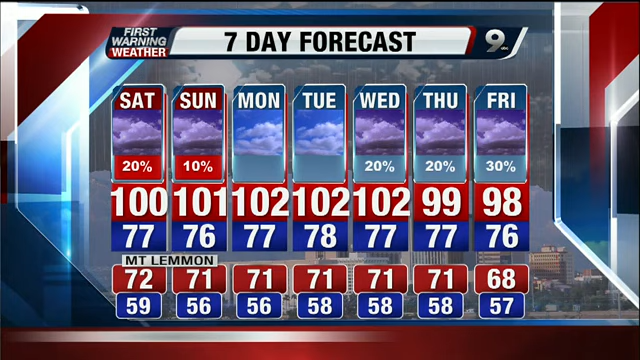 FIRST
WARNING
WEATHER
7 DAY FORECAST
9 abc
SAT SUN MON TUE WED THU FRI
20% 10% 20% 20% 30%
100 101 102 102 102 99 98
77 76 77 78 77 77 76
MT LEMMON
72 71 71 71 71 71 68
59 56 56 58 58 58 57